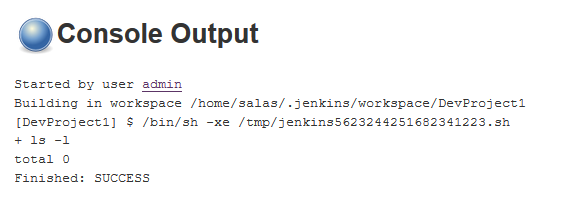 Console Output
Started by user admin
Building in workspace /home/salas/.jenkins/workspace/DevProject1
[DevProject1] $ /bin/sh -xe /tmp/jenkins5623244251682341223.sh
+ ls -l
total 0
Finished: SUCCESS